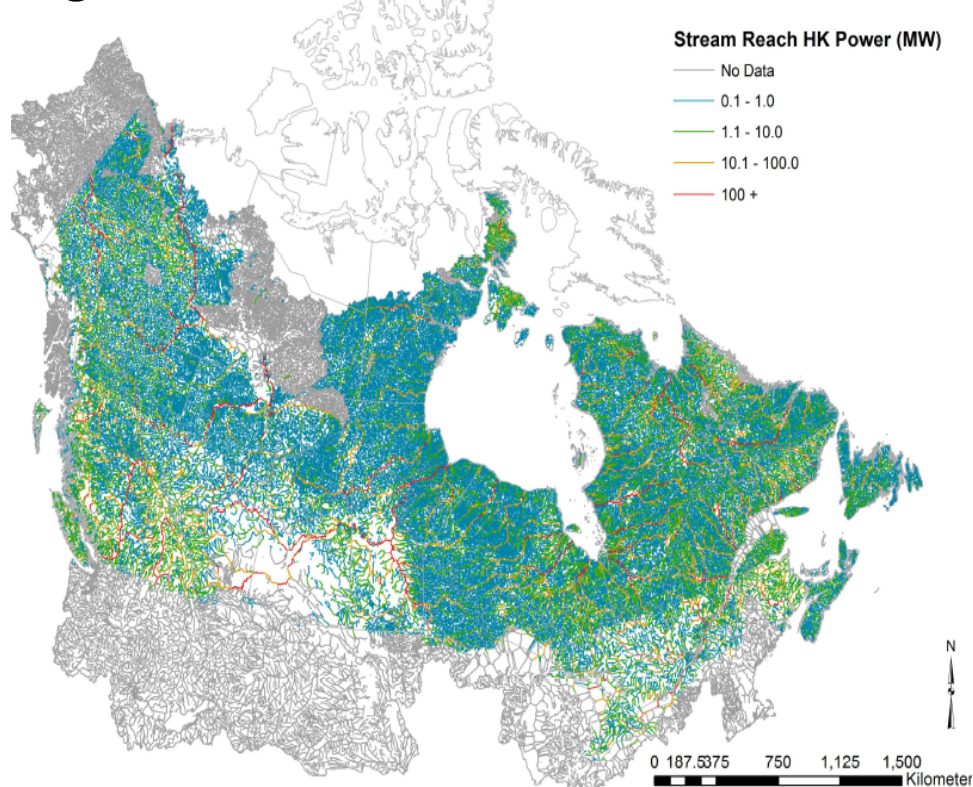 Stream Reach HK Power (MW)
No Data
0.1 - 1.0
1.1 - 10.0
10.1 - 100.0
100 +
N
0 187.5375 750 1,125 1,500
Kilometer